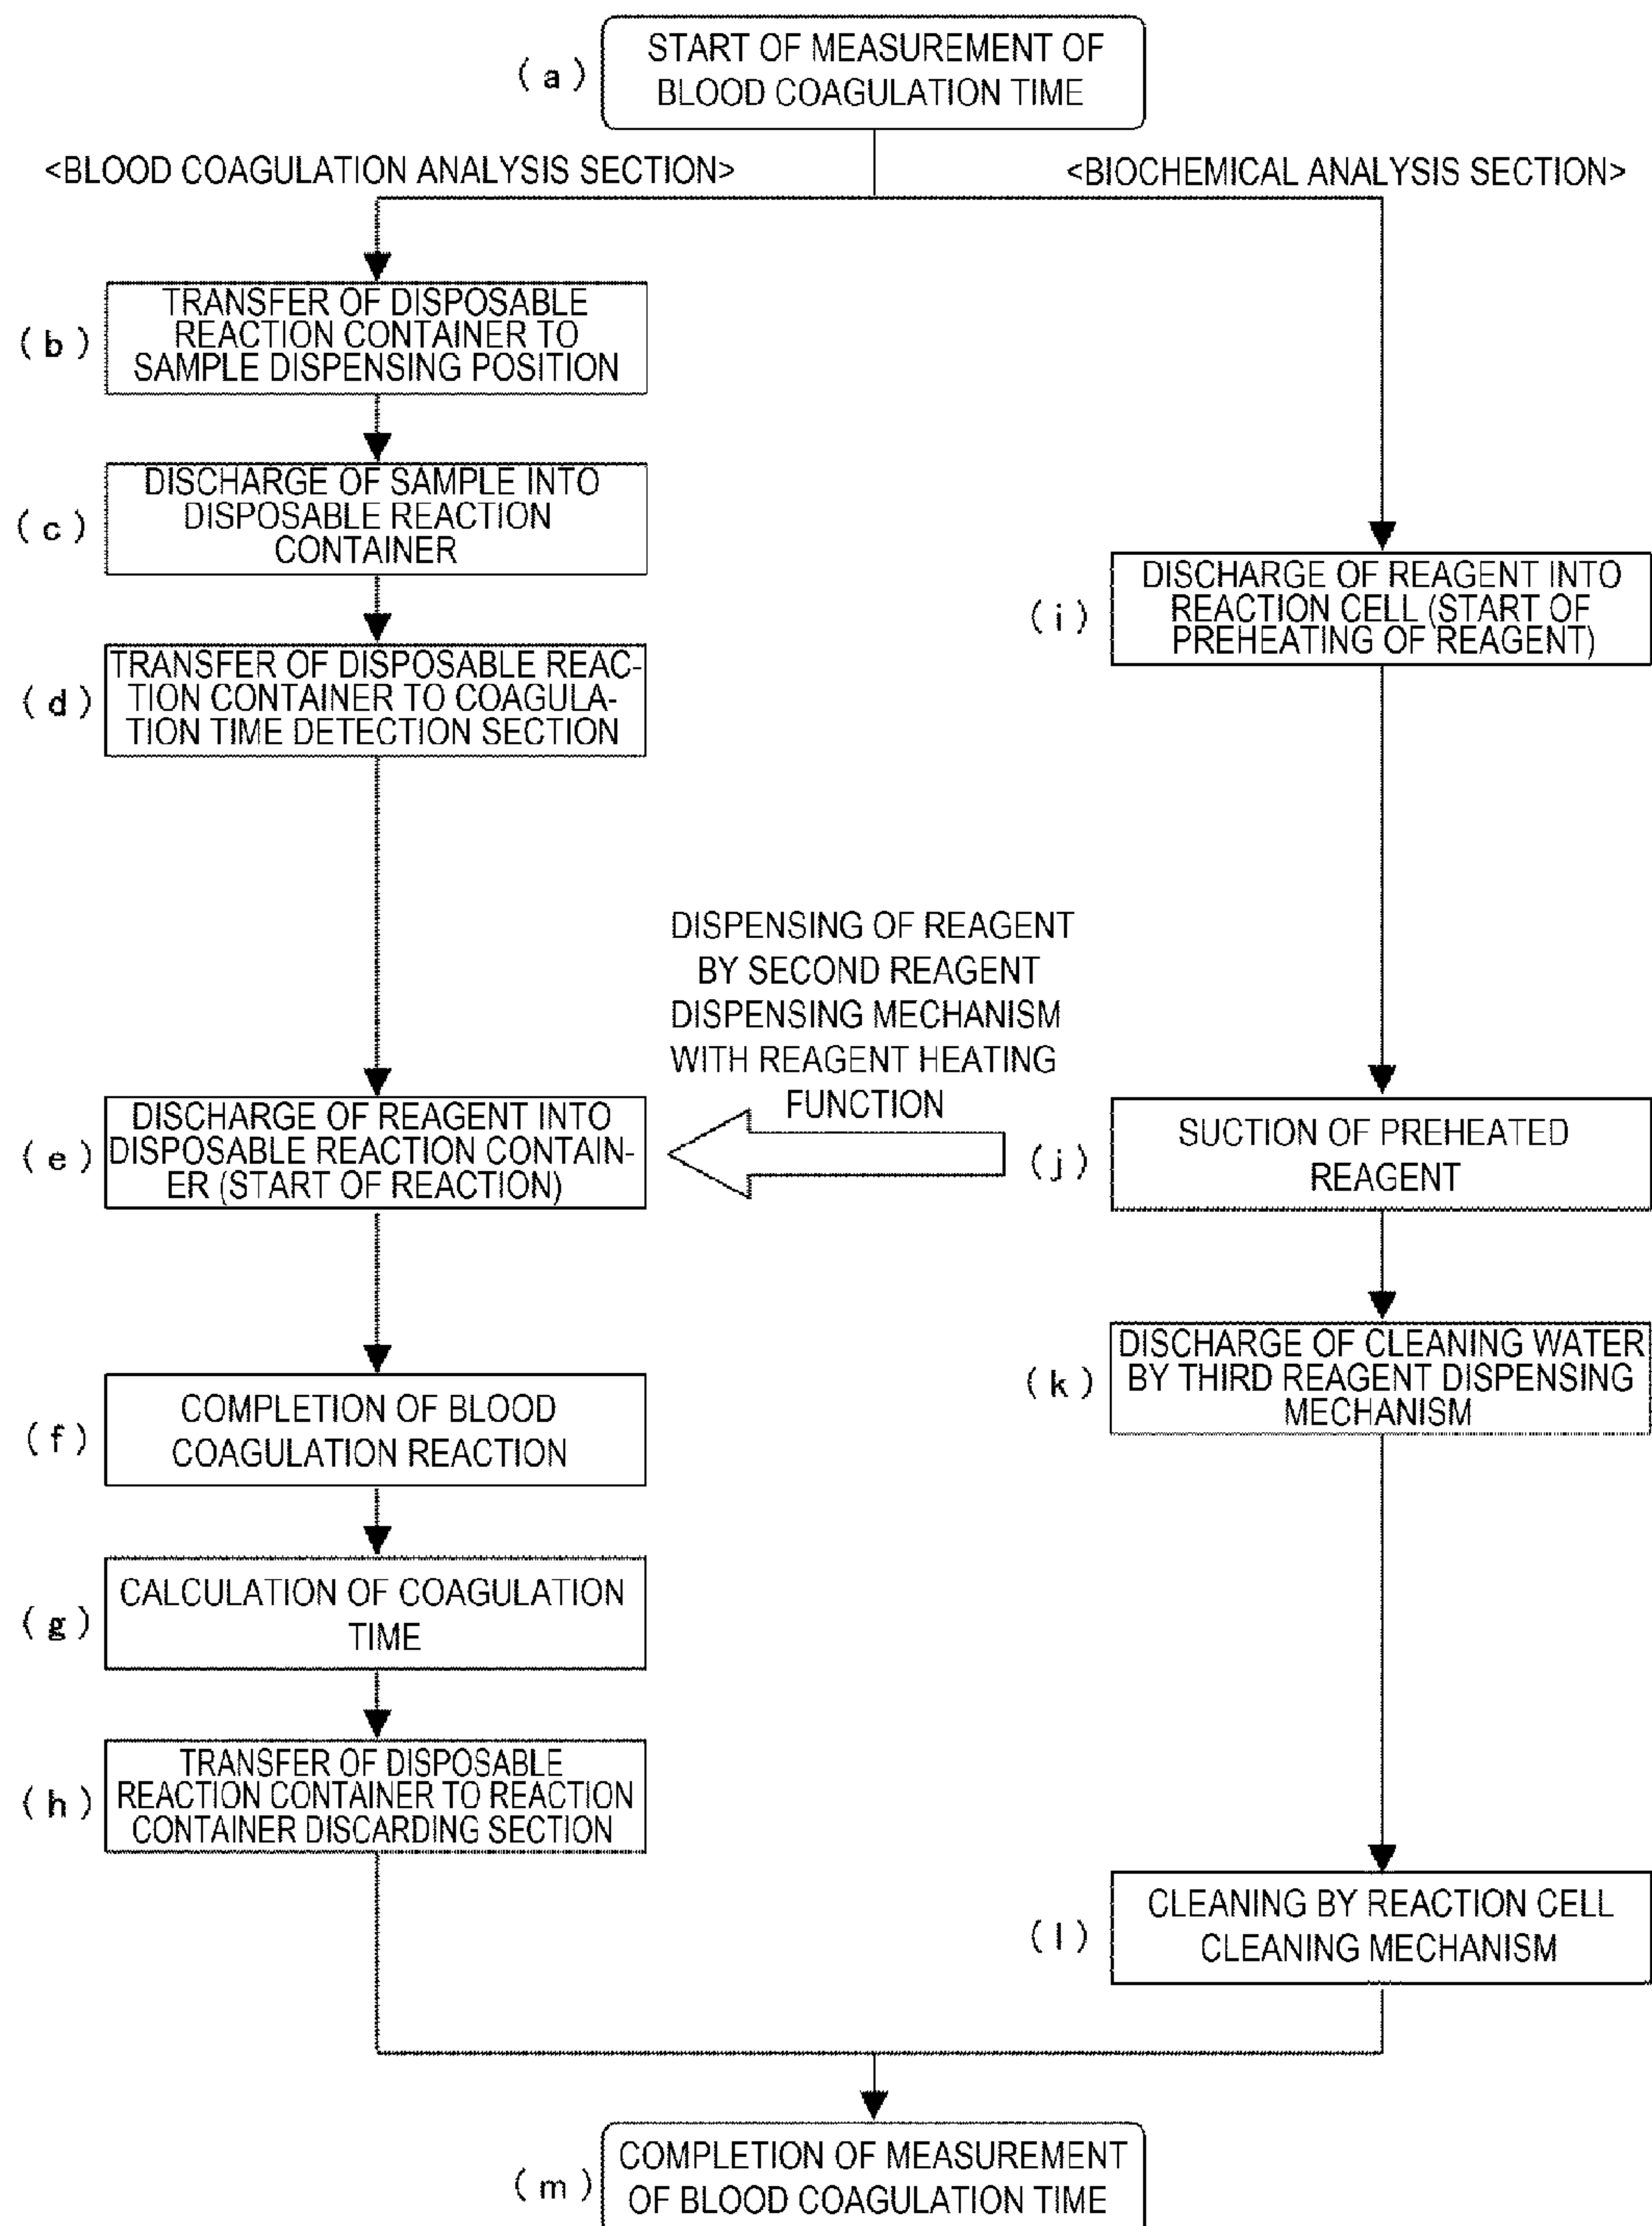 (a)
START OF MEASUREMENT OF
BLOOD COAGULATION TIME
<BLOOD COAGULATION ANALYSIS SECTION>
<BIOCHEMICAL ANALYSIS SECTION>
(b)
TRANSFER OF DISPOSABLE
REACTION CONTAINER TO
SAMPLE DISPENSING POSITION
(c)
DISCHARGE OF SAMPLE INTO
DISPOSABLE REACTION
CONTAINER
(d)
TRANSFER OF DISPOSABLE REAC-
TION CONTAINER TO COAGULA-
TION TIME DETECTION SECTION
(i)
DISCHARGE OF REAGENT INTO
REACTION CELL (START OF
PREHEATING OF REAGENT)
DISPENSING OF REAGENT
BY SECOND REAGENT
DISPENSING MECHANISM
WITH REAGENT HEATING
FUNCTION
(e)
DISCHARGE OF REAGENT INTO
DISPOSABLE REACTION CONTAIN-
ER (START OF REACTION)
(j)
SUCTION OF PREHEATED
REAGENT
(k)
DISCHARGE OF CLEANING WATER
BY THIRD REAGENT DISPENSING
MECHANISM
(f)
COMPLETION OF BLOOD
COAGULATION REACTION
(g)
CALCULATION OF COAGULATION
TIME
(h)
TRANSFER OF DISPOSABLE
REACTION CONTAINER TO REACTION
CONTAINER DISCARDING SECTION
(l)
CLEANING BY REACTION CELL
CLEANING MECHANISM
(m)
COMPLETION OF MEASUREMENT
OF BLOOD COAGULATION TIME